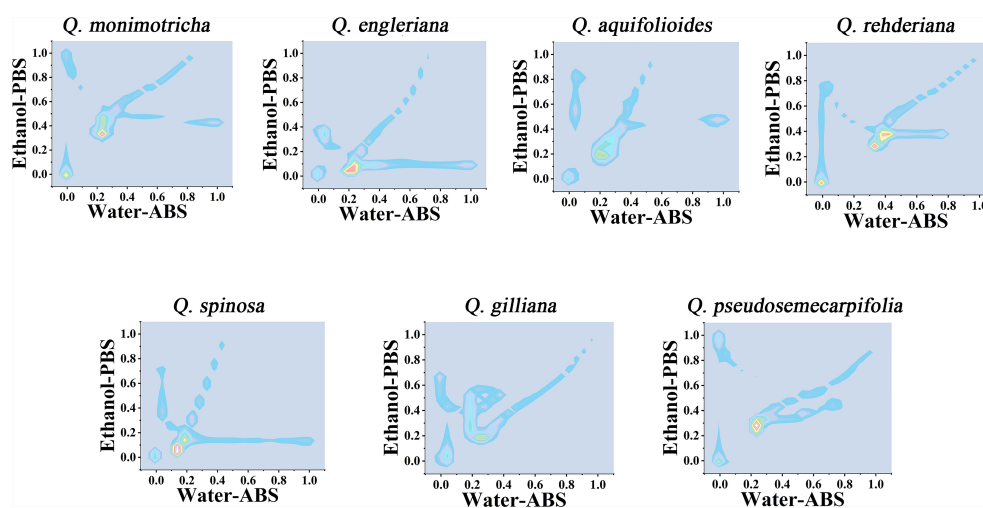 Q. monimotricha
Q. engleriana
Q. aquifolioides
Q. rehderiana
Ethanol-PBS
1.0
0.8
0.6
0.4
0.2
0.0
0.0 0.2 0.4 0.6 0.8 1.0
Water-ABS
Ethanol-PBS
1.0
0.8
0.6
0.4
0.2
0.0
0.0 0.2 0.4 0.6 0.8 1.0
Water-ABS
Ethanol-PBS
1.0
0.8
0.6
0.4
0.2
0.0
0.0 0.2 0.4 0.6 0.8 1.0
Water-ABS
Ethanol-PBS
1.0
0.8
0.6
0.4
0.2
0.0
0.0 0.2 0.4 0.6 0.8 1.0
Water-ABS
Q. spinosa
Q. gilliana
Q. pseudosemecarpifolia
Ethanol-PBS
1.0
0.8
0.6
0.4
0.2
0.0
0.0 0.2 0.4 0.6 0.8 1.0
Water-ABS
Ethanol-PBS
1.0
0.8
0.6
0.4
0.2
0.0
0.0 0.2 0.4 0.6 0.8 1.0
Water-ABS
Ethanol-PBS
1.0
0.8
0.6
0.4
0.2
0.0
0.0 0.2 0.4 0.6 0.8 1.0
Water-ABS